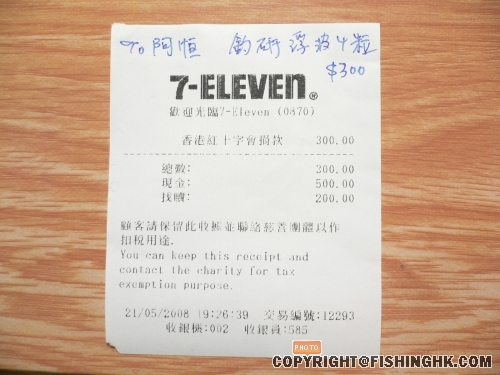 To 阿恒 釣研浮波4粒
$300
7-ELEVEN®
歡迎光臨7-Eleven (0870)
香港紅十字會捐款 300.00
總數: 300.00
現金: 500.00
找贖: 200.00
顧客請保留此收據並聯絡慈善團體以作
扣稅用途.
You can keep this receipt and
contact the charity for tax
exemption purpose.
21/05/2008 19:26:39 交易編號:12293
收銀機:002 收銀員:585
PHOTO
COPYRIGHT@FISHINGHK.COM